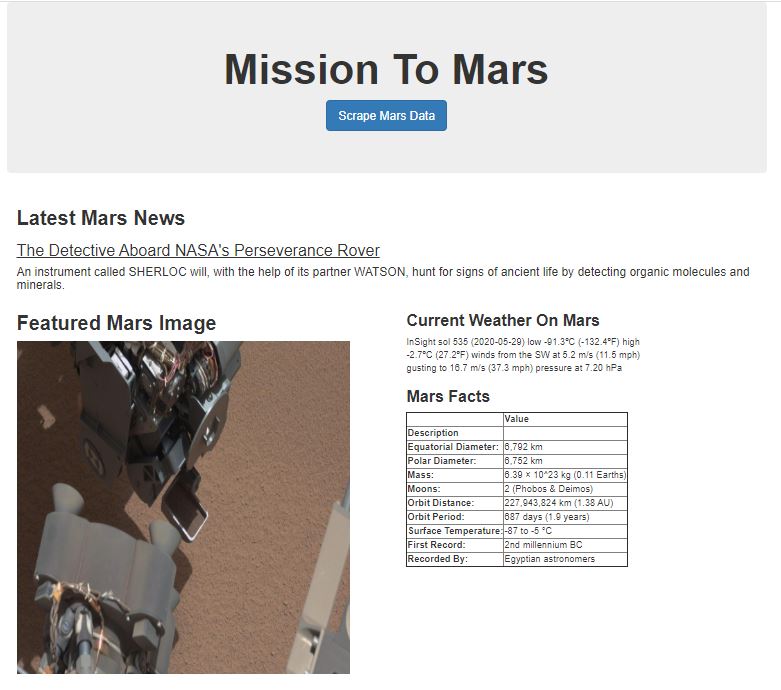 Mission To Mars
Scrape Mars Data
Latest Mars News
The Detective Aboard NASA's Perseverance Rover
An instrument called SHERLOC will, with the help of its partner WATSON, hunt for signs of ancient life by detecting organic molecules and
minerals.
Featured Mars Image
Current Weather On Mars
InSight sol 535 (2020-05-29) low -91.3ºC (-132.4ºF) high
-2.7ºC (27.2ºF) winds from the SW at 5.2 m/s (11.5 mph)
gusting to 16.7 m/s (37.3 mph) pressure at 7.20 hPa
Mars Facts
Value
Description
Equatorial Diameter: 6,792 km
Polar Diameter: 6,752 km
Mass: 6.39 × 10^23 kg (0.11 Earths)
Moons: 2 (Phobos & Deimos)
Orbit Distance: 227,943,824 km (1.38 AU)
Orbit Period: 687 days (1.9 years)
Surface Temperature: -87 to -5 °C
First Record: 2nd millennium BC
Recorded By: Egyptian astronomers